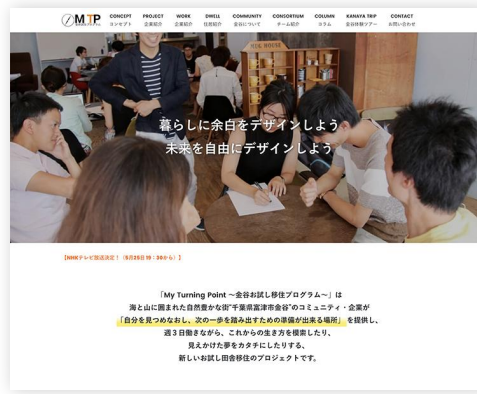 MTP
CONCEPT PROJECT WORK DWELL COMMUNITY CONSORTIUM COLUMN KANAYA TRIP CONTACT
コンセプト 企業紹介 企業紹介 住居紹介 金谷について チーム紹介 コラム 金谷体験ツアー お問い合わせ
暮らしに余白をデザインしよう
未来を自由にデザインしよう
【NHKテレビ放送決定!(5月25日 19:30から)】
「My Turning Point 〜金谷お試し移住プログラム〜」は
海と山に囲まれた自然豊かな街"千葉県富津市金谷"のコミュニティ・企業が
「自分を見つめなおし、次の一歩を踏み出すための準備が出来る場所」を提供し、
週3日働きながら、これからの生き方を模索したり、
見えかけた夢をカタチにしたりする、
新しいお試し田舎移住のプロジェクトです。